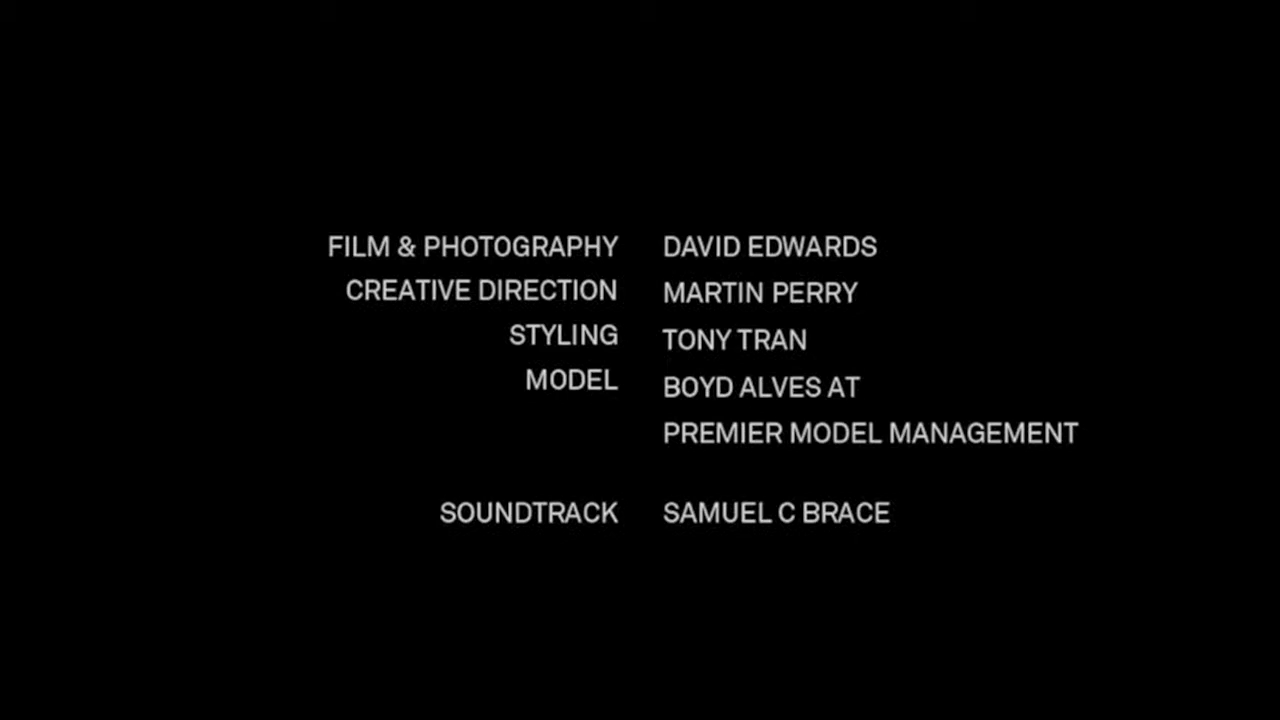 FILM & PHOTOGRAPHY DAVID EDWARDS
CREATIVE DIRECTION MARTIN PERRY
STYLING TONY TRAN
MODEL BOYD ALVES AT
PREMIER MODEL MANAGEMENT
SOUNDTRACK SAMUEL C BRACE